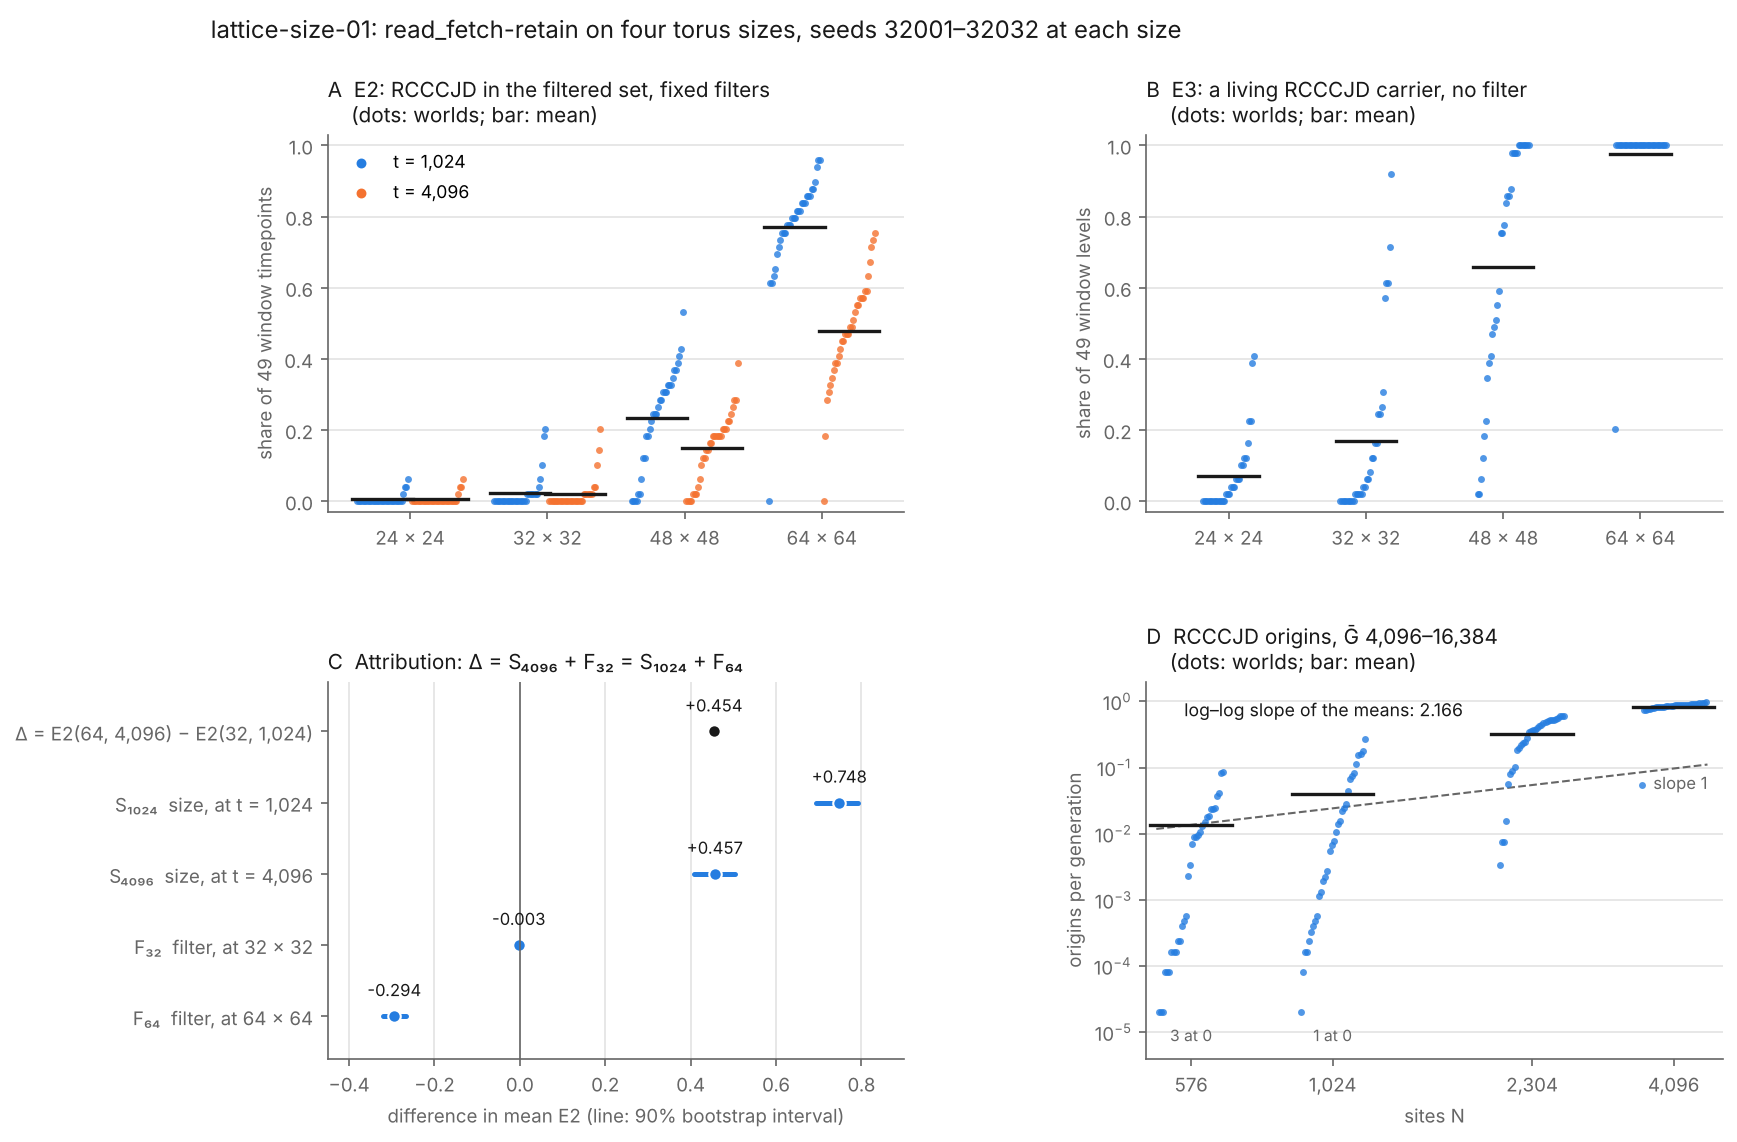 lattice-size-01: read_fetch-retain on four torus sizes, seeds 32001–32032 at each size
A E2: RCCCJD in the filtered set, fixed filters
(dots: worlds; bar: mean)
share of 49 window timepoints
1.0
0.8
0.6
0.4
0.2
0.0
t = 1,024
t = 4,096
24 × 24
32 × 32
48 × 48
64 × 64
B E3: a living RCCCJD carrier, no filter
(dots: worlds; bar: mean)
share of 49 window levels
1.0
0.8
0.6
0.4
0.2
0.0
24 × 24
32 × 32
48 × 48
64 × 64
C Attribution: Δ = S₄₀₉₆ + F₃₂ = S₁₀₂₄ + F₆₄
Δ = E2(64, 4,096) − E2(32, 1,024)
+0.454
S₁₀₂₄ size, at t = 1,024
+0.748
S₄₀₉₆ size, at t = 4,096
+0.457
F₃₂ filter, at 32 × 32
-0.003
F₆₄ filter, at 64 × 64
-0.294
−0.4
−0.2
0.0
0.2
0.4
0.6
0.8
difference in mean E2 (line: 90% bootstrap interval)
D RCCCJD origins, Ḡ 4,096–16,384
(dots: worlds; bar: mean)
origins per generation
10⁰
10⁻¹
10⁻²
10⁻³
10⁻⁴
10⁻⁵
log–log slope of the means: 2.166
slope 1
3 at 0
1 at 0
576
1,024
2,304
4,096
sites N